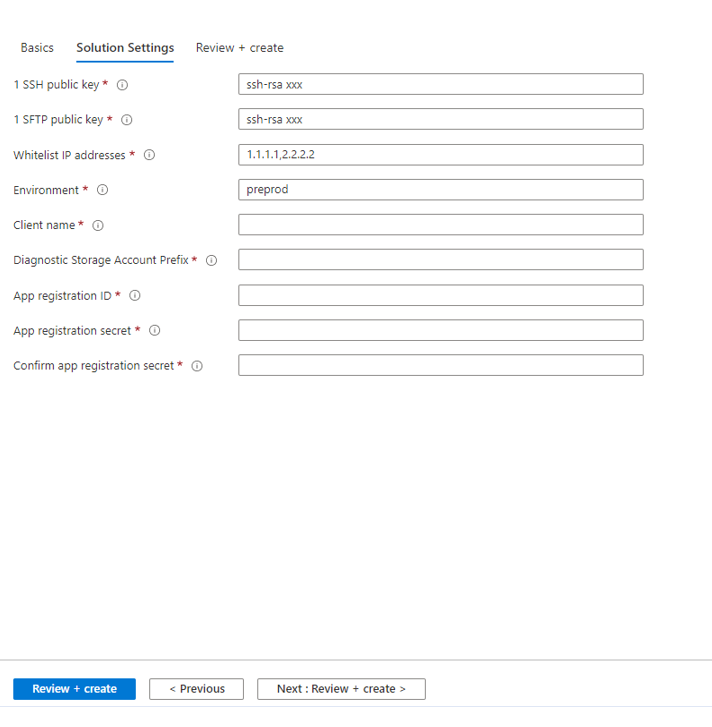 Basics Solution Settings Review + create
1 SSH public key * ssh-rsa xxx
1 SFTP public key * ssh-rsa xxx
Whitelist IP addresses * 1.1.1.1,2.2.2.2
Environment * preprod
Client name *
Diagnostic Storage Account Prefix *
App registration ID *
App registration secret *
Confirm app registration secret *
Review + create < Previous Next : Review + create >